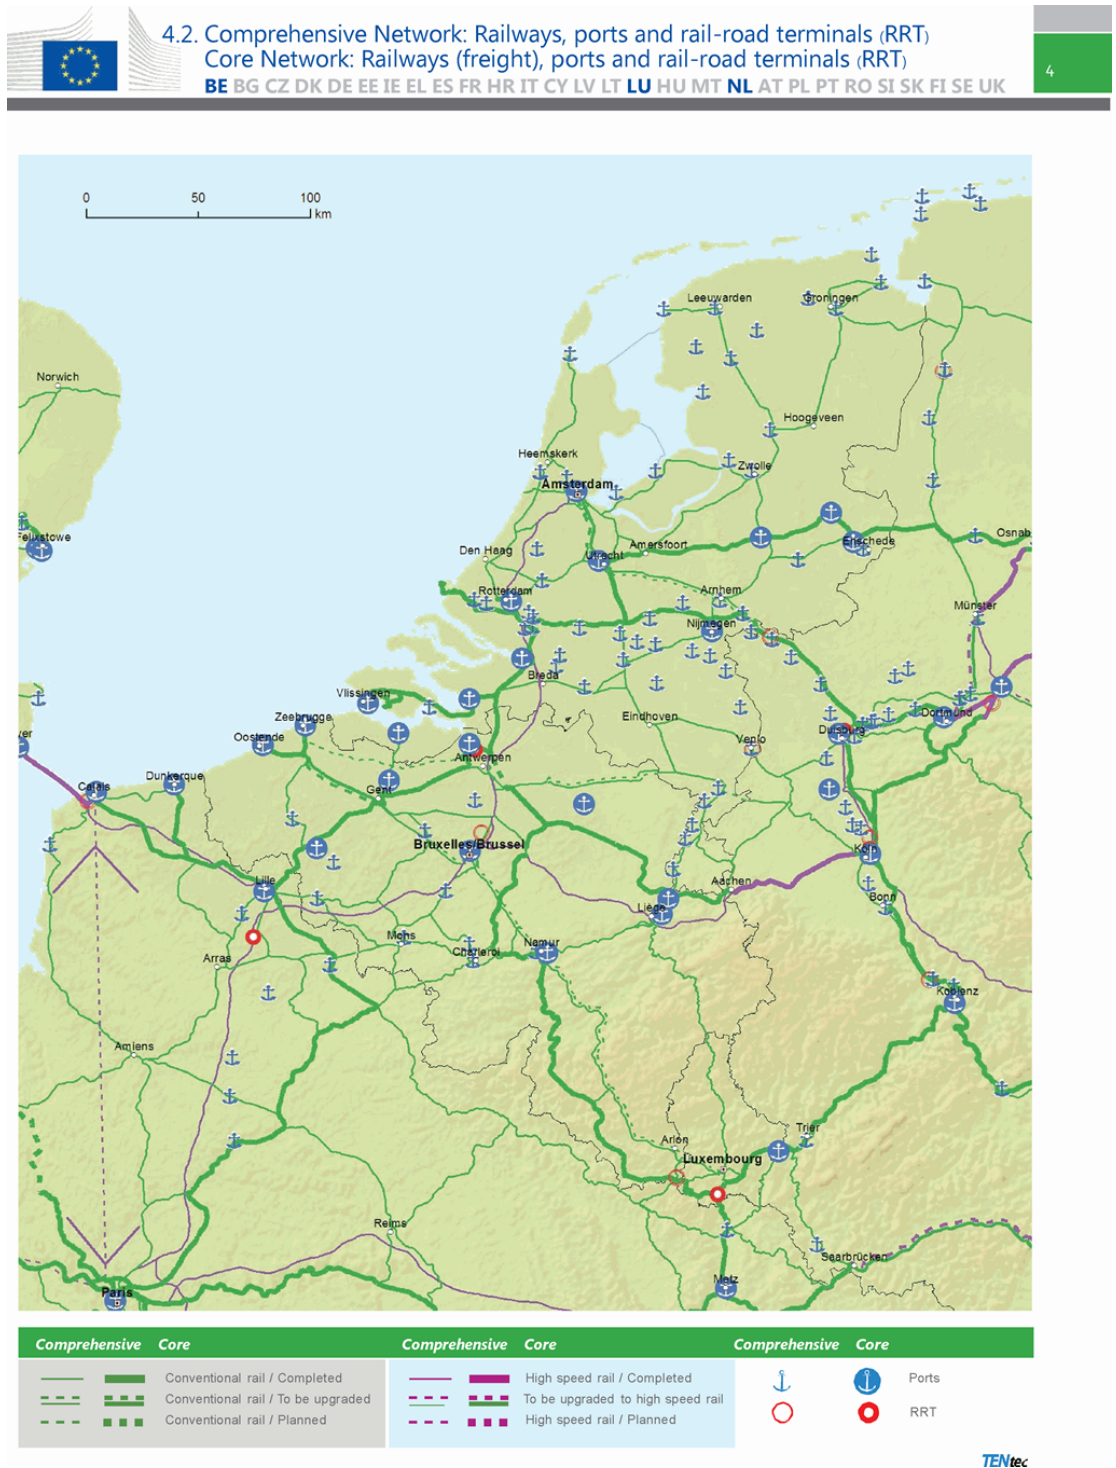 4.2. Comprehensive Network: Railways, ports and rail-road terminals (RRT)
Core Network: Railways (freight), ports and rail-road terminals (RRT)
BE BG CZ DK DE EE IE EL ES FR HR IT CY LV LT LU HU MT NL AT PL PT RO SI SK FI SE UK
4
0 50 100
km
Leeuwarden
Groningen
Norwich
Hoogeveen
Heemskerk
Zwolle
Amsterdam
Felixstowe
Enschede
Osnab
Den Haag
Utrecht
Amersfoort
Rotterdam
Arnhem
Münster
Nijmegen
Breda
Vlissingen
Zeebrugge
Eindhoven
Dortmund
Oostende
Venlo
Duisburg
ver
Antwerpen
Dunkerque
Calais
Gent
Bruxelles/Brussel
Köln
Lille
Aachen
Liège
Bonn
Mons
Namur
Charleroi
Arras
Koblenz
Amiens
Trier
Arlon
Luxembourg
Reims
Saarbrücken
Metz
Paris
Comprehensive Core Comprehensive Core Comprehensive Core
Conventional rail / Completed High speed rail / Completed Ports
Conventional rail / To be upgraded To be upgraded to high speed rail
Conventional rail / Planned High speed rail / Planned RRT
TENtec